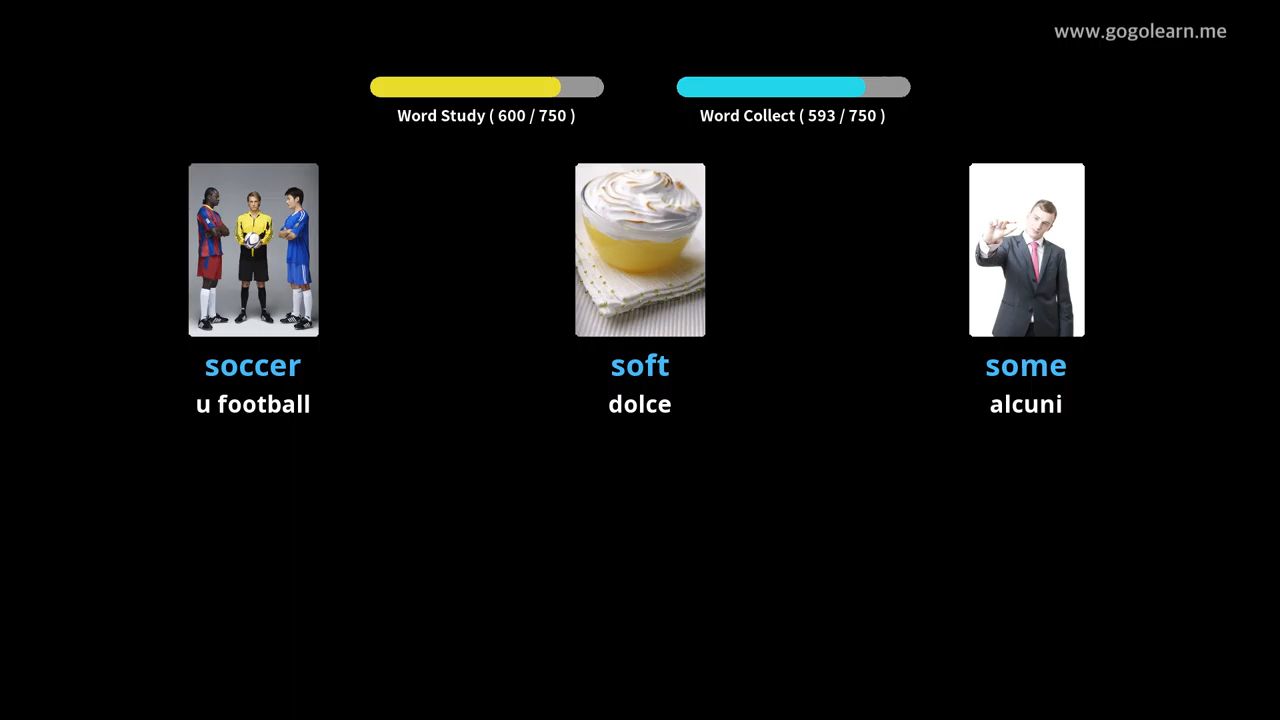 www.gogolearn.me
Word Study ( 600 / 750 )
Word Collect ( 593 / 750 )
soccer
u football
soft
dolce
some
alcuni